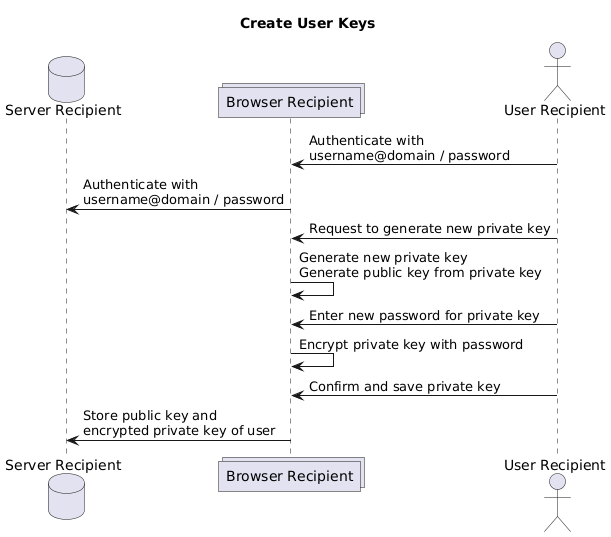 Create User Keys
Server Recipient
Browser Recipient
User Recipient
Authenticate with
username@domain / password
Authenticate with
username@domain / password
Request to generate new private key
Generate new private key
Generate public key from private key
Enter new password for private key
Encrypt private key with password
Confirm and save private key
Store public key and
encrypted private key of user
Server Recipient
Browser Recipient
User Recipient